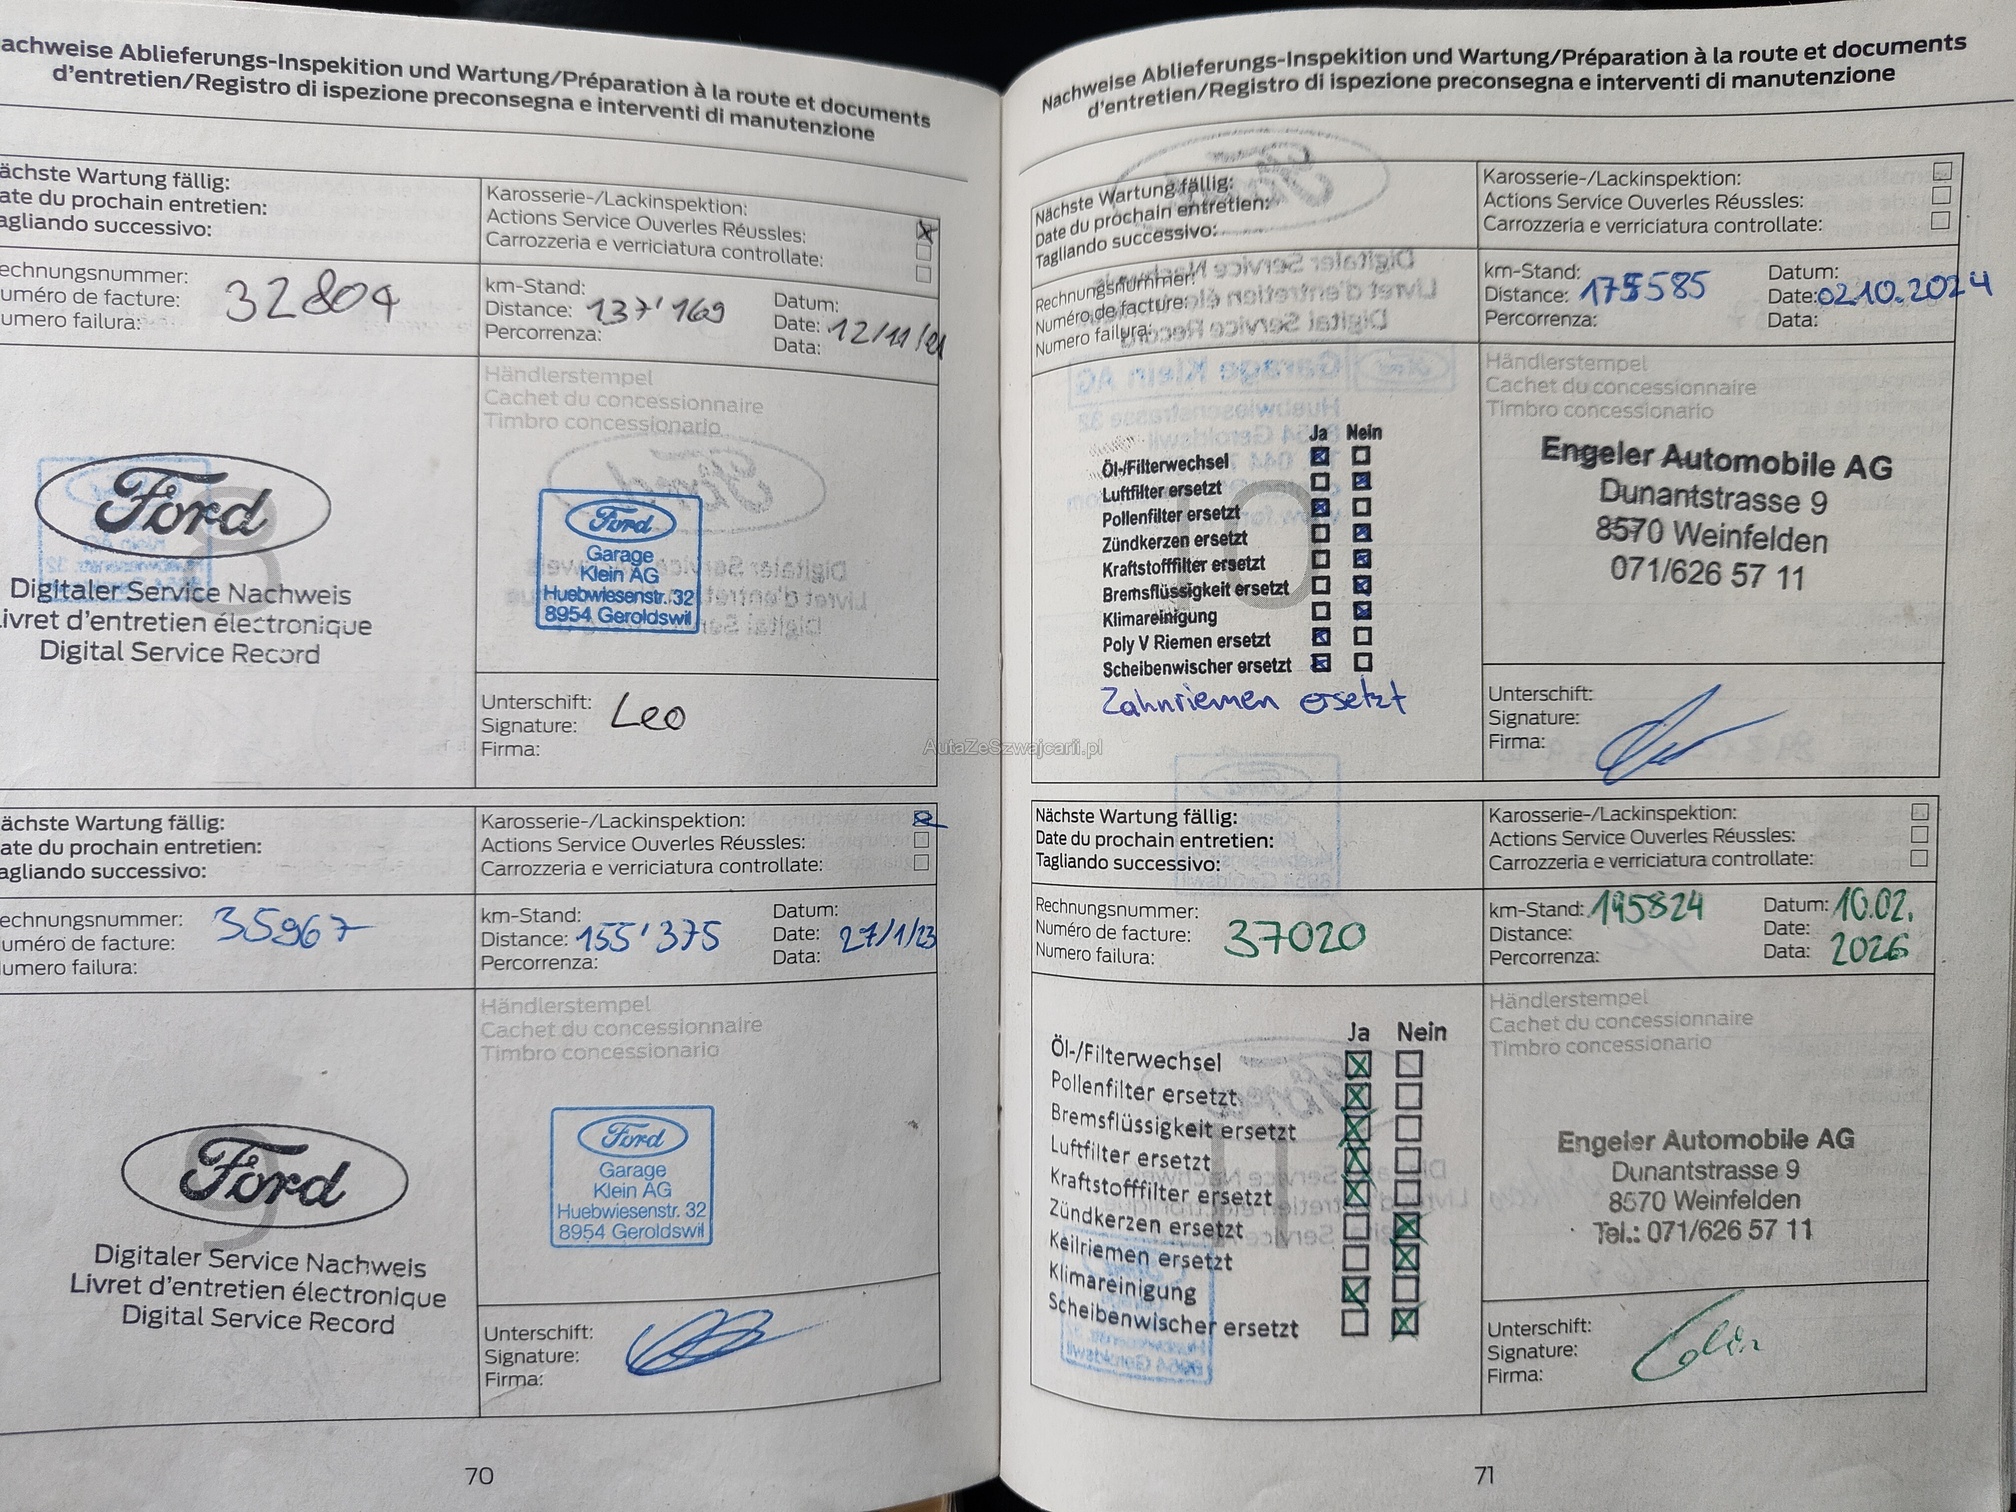 achweise Ablieferungs-Inspekition und Wartung/Préparation à la route et documents
d'entretien/Registro di ispezione preconsegna e interventi di manutenzione
ächste Wartung fällig:
ate du prochain entretien:
agliando successivo:
Karosserie-/Lackinspektion:
Actions Service Ouverles Réussles:
Carrozzeria e verriciatura controllate:
echnungsnummer:
uméro de facture:
umero failura:
32804
km-Stand:
Distance: 137'169
Percorrenza:
Datum:
Date: 12/11/21
Data:
Händlerstempel
Cachet du concessionnaire
Timbro concessionario
8
Ford
Digitaler Service Nachweis
ivret d'entretien électronique
Digital Service Record
Ford
Garage
Klein AG
Huebwiesenstr. 32
8954 Geroldswil
Unterschift:
Signature: Leo
Firma:
ächste Wartung fällig:
ate du prochain entretien:
agliando successivo:
Karosserie-/Lackinspektion:
Actions Service Ouverles Réussles:
Carrozzeria e verriciatura controllate:
echnungsnummer:
uméro de facture:
umero failura:
35967
km-Stand:
Distance: 155'375
Percorrenza:
Datum:
Date: 27/1/23
Data:
Händlerstempel
Cachet du concessionnaire
Timbro concessionario
9
Ford
Digitaler Service Nachweis
Livret d'entretien électronique
Digital Service Record
Ford
Garage
Klein AG
Huebwiesenstr. 32
8954 Geroldswil
Unterschift:
Signature:
Firma:
70
Nachweise Ablieferungs-Inspekition und Wartung/Préparation à la route et documents
d'entretien/Registro di ispezione preconsegna e interventi di manutenzione
Nächste Wartung fällig:
Date du prochain entretien:
Tagliando successivo:
Karosserie-/Lackinspektion:
Actions Service Ouverles Réussles:
Carrozzeria e verriciatura controllate:
Rechnungsnummer:
Numéro de facture:
Numero failura:
km-Stand:
Distance: 175585
Percorrenza:
Datum:
Date: 02.10.2024
Data:
Händlerstempel
Cachet du concessionnaire
Timbro concessionario
10
Ja Nein
Öl-/Filterwechsel
Luftfilter ersetzt
Pollenfilter ersetzt
Zündkerzen ersetzt
Kraftstofffilter ersetzt
Bremsflüssigkeit ersetzt
Klimareinigung
Poly V Riemen ersetzt
Scheibenwischer ersetzt
Zahnriemen ersetzt
Engeler Automobile AG
Dunantstrasse 9
8570 Weinfelden
071/626 57 11
Unterschift:
Signature:
Firma:
AutaZeSzwajcarii.pl
Nächste Wartung fällig:
Date du prochain entretien:
Tagliando successivo:
Karosserie-/Lackinspektion:
Actions Service Ouverles Réussles:
Carrozzeria e verriciatura controllate:
Rechnungsnummer:
Numéro de facture:
Numero failura:
37020
km-Stand: 195824
Distance:
Percorrenza:
Datum: 10.02.
Date:
Data: 2026
Händlerstempel
Cachet du concessionnaire
Timbro concessionario
11
Ja Nein
Öl-/Filterwechsel
Pollenfilter ersetzt
Bremsflüssigkeit ersetzt
Luftfilter ersetzt
Kraftstofffilter ersetzt
Zündkerzen ersetzt
Keilriemen ersetzt
Klimareinigung
Scheibenwischer ersetzt
Engeler Automobile AG
Dunantstrasse 9
8570 Weinfelden
Tel.: 071/626 57 11
Unterschift:
Signature:
Firma:
71